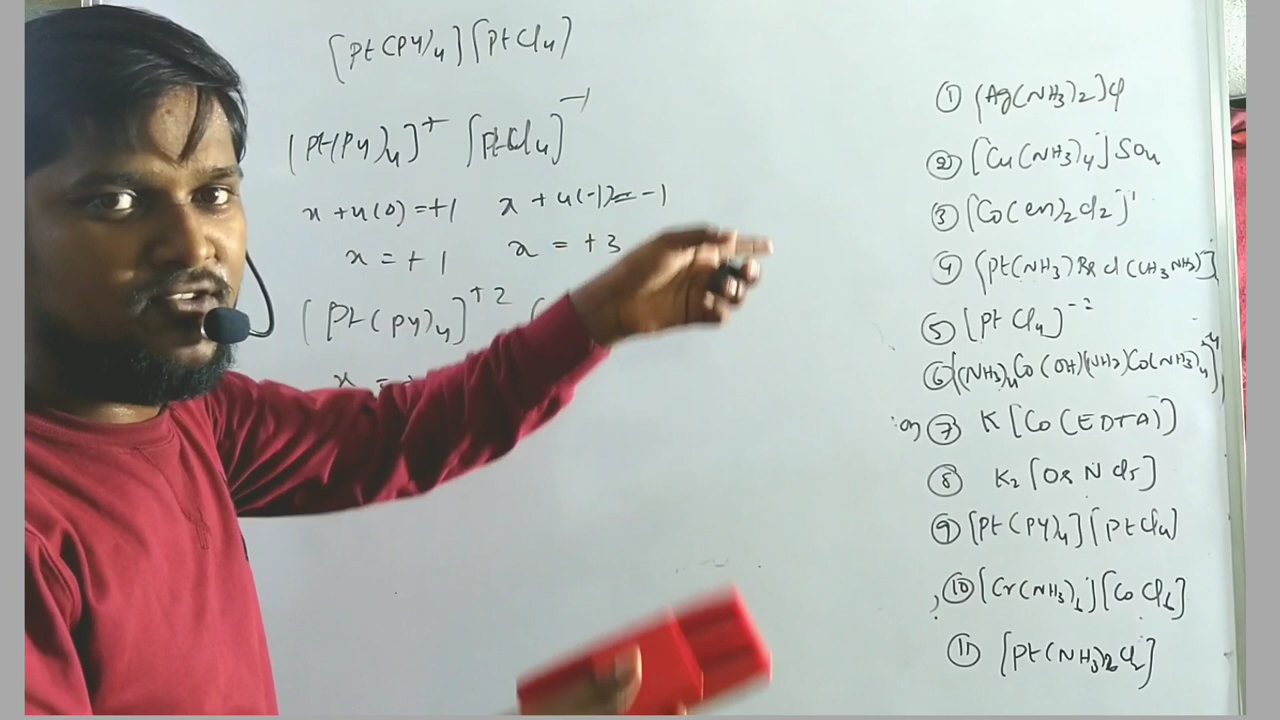 [Pt(Py)4][PtCl4]
[Pt(Py)4]+ [PtCl4]-1
x + 4(0) = +1 x + 4(-1) = -1
x = +1 x = +3
[Pt(Py)4]+2
x =
① [Ag(NH3)2]Cl
② [Cu(NH3)4]SO4
③ [Co(en)2Cl2]
④ [Pt(NH3)BrCl(CH3NH2)]
⑤ [PtCl4]-2
⑥ [(NH3)4Co(OH)(NH2)Co(NH3)4]
⑦ K[Co(EDTA)]
⑧ K2[OsNCl5]
⑨ [Pt(Py)4][PtCl4]
⑩ [Cr(NH3)6][CoCl6]
⑪ [Pt(NH3)2Cl2]